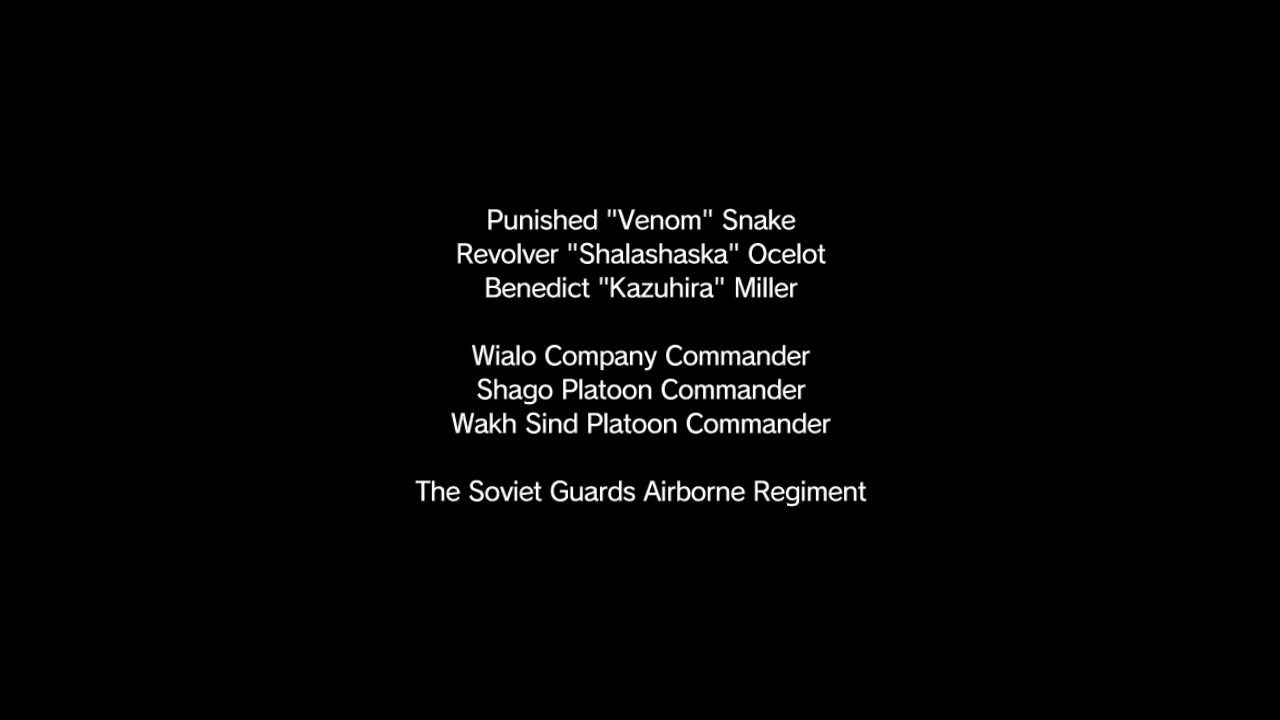 Punished "Venom" Snake
Revolver "Shalashaska" Ocelot
Benedict "Kazuhira" Miller
Wialo Company Commander
Shago Platoon Commander
Wakh Sind Platoon Commander
The Soviet Guards Airborne Regiment